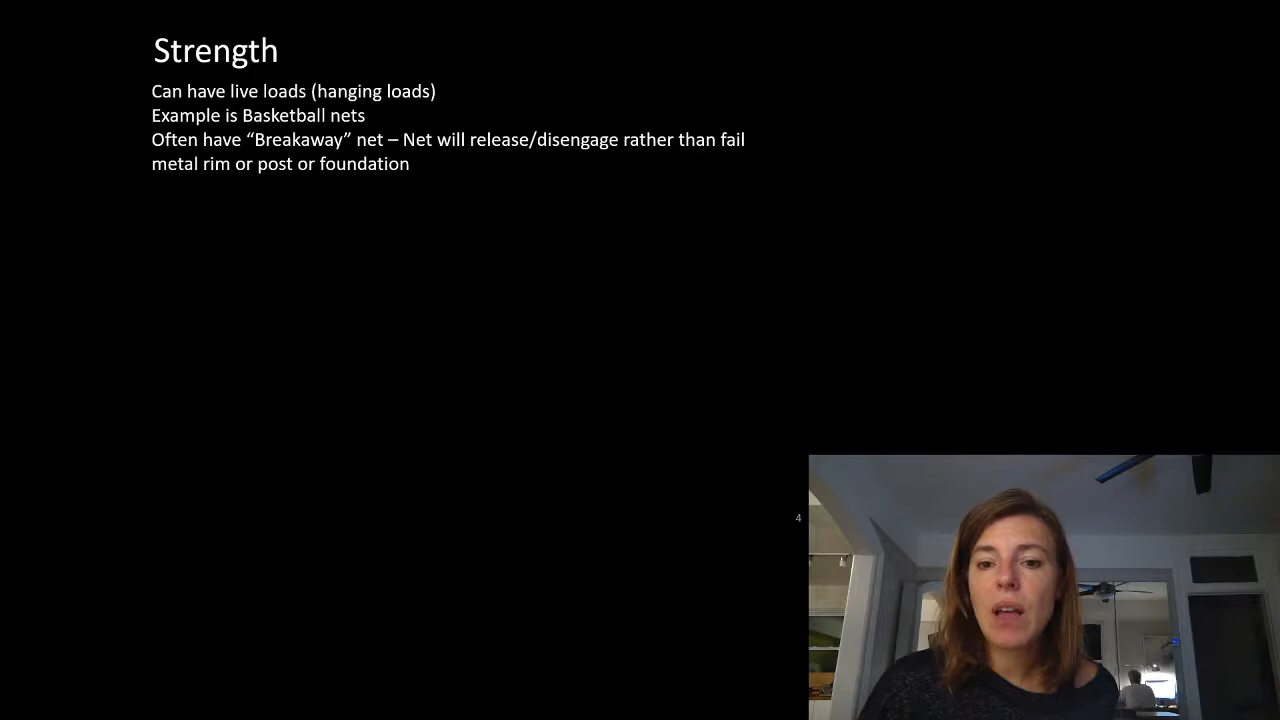 Strength
Can have live loads (hanging loads)
Example is Basketball nets
Often have “Breakaway” net – Net will release/disengage rather than fail
metal rim or post or foundation
4